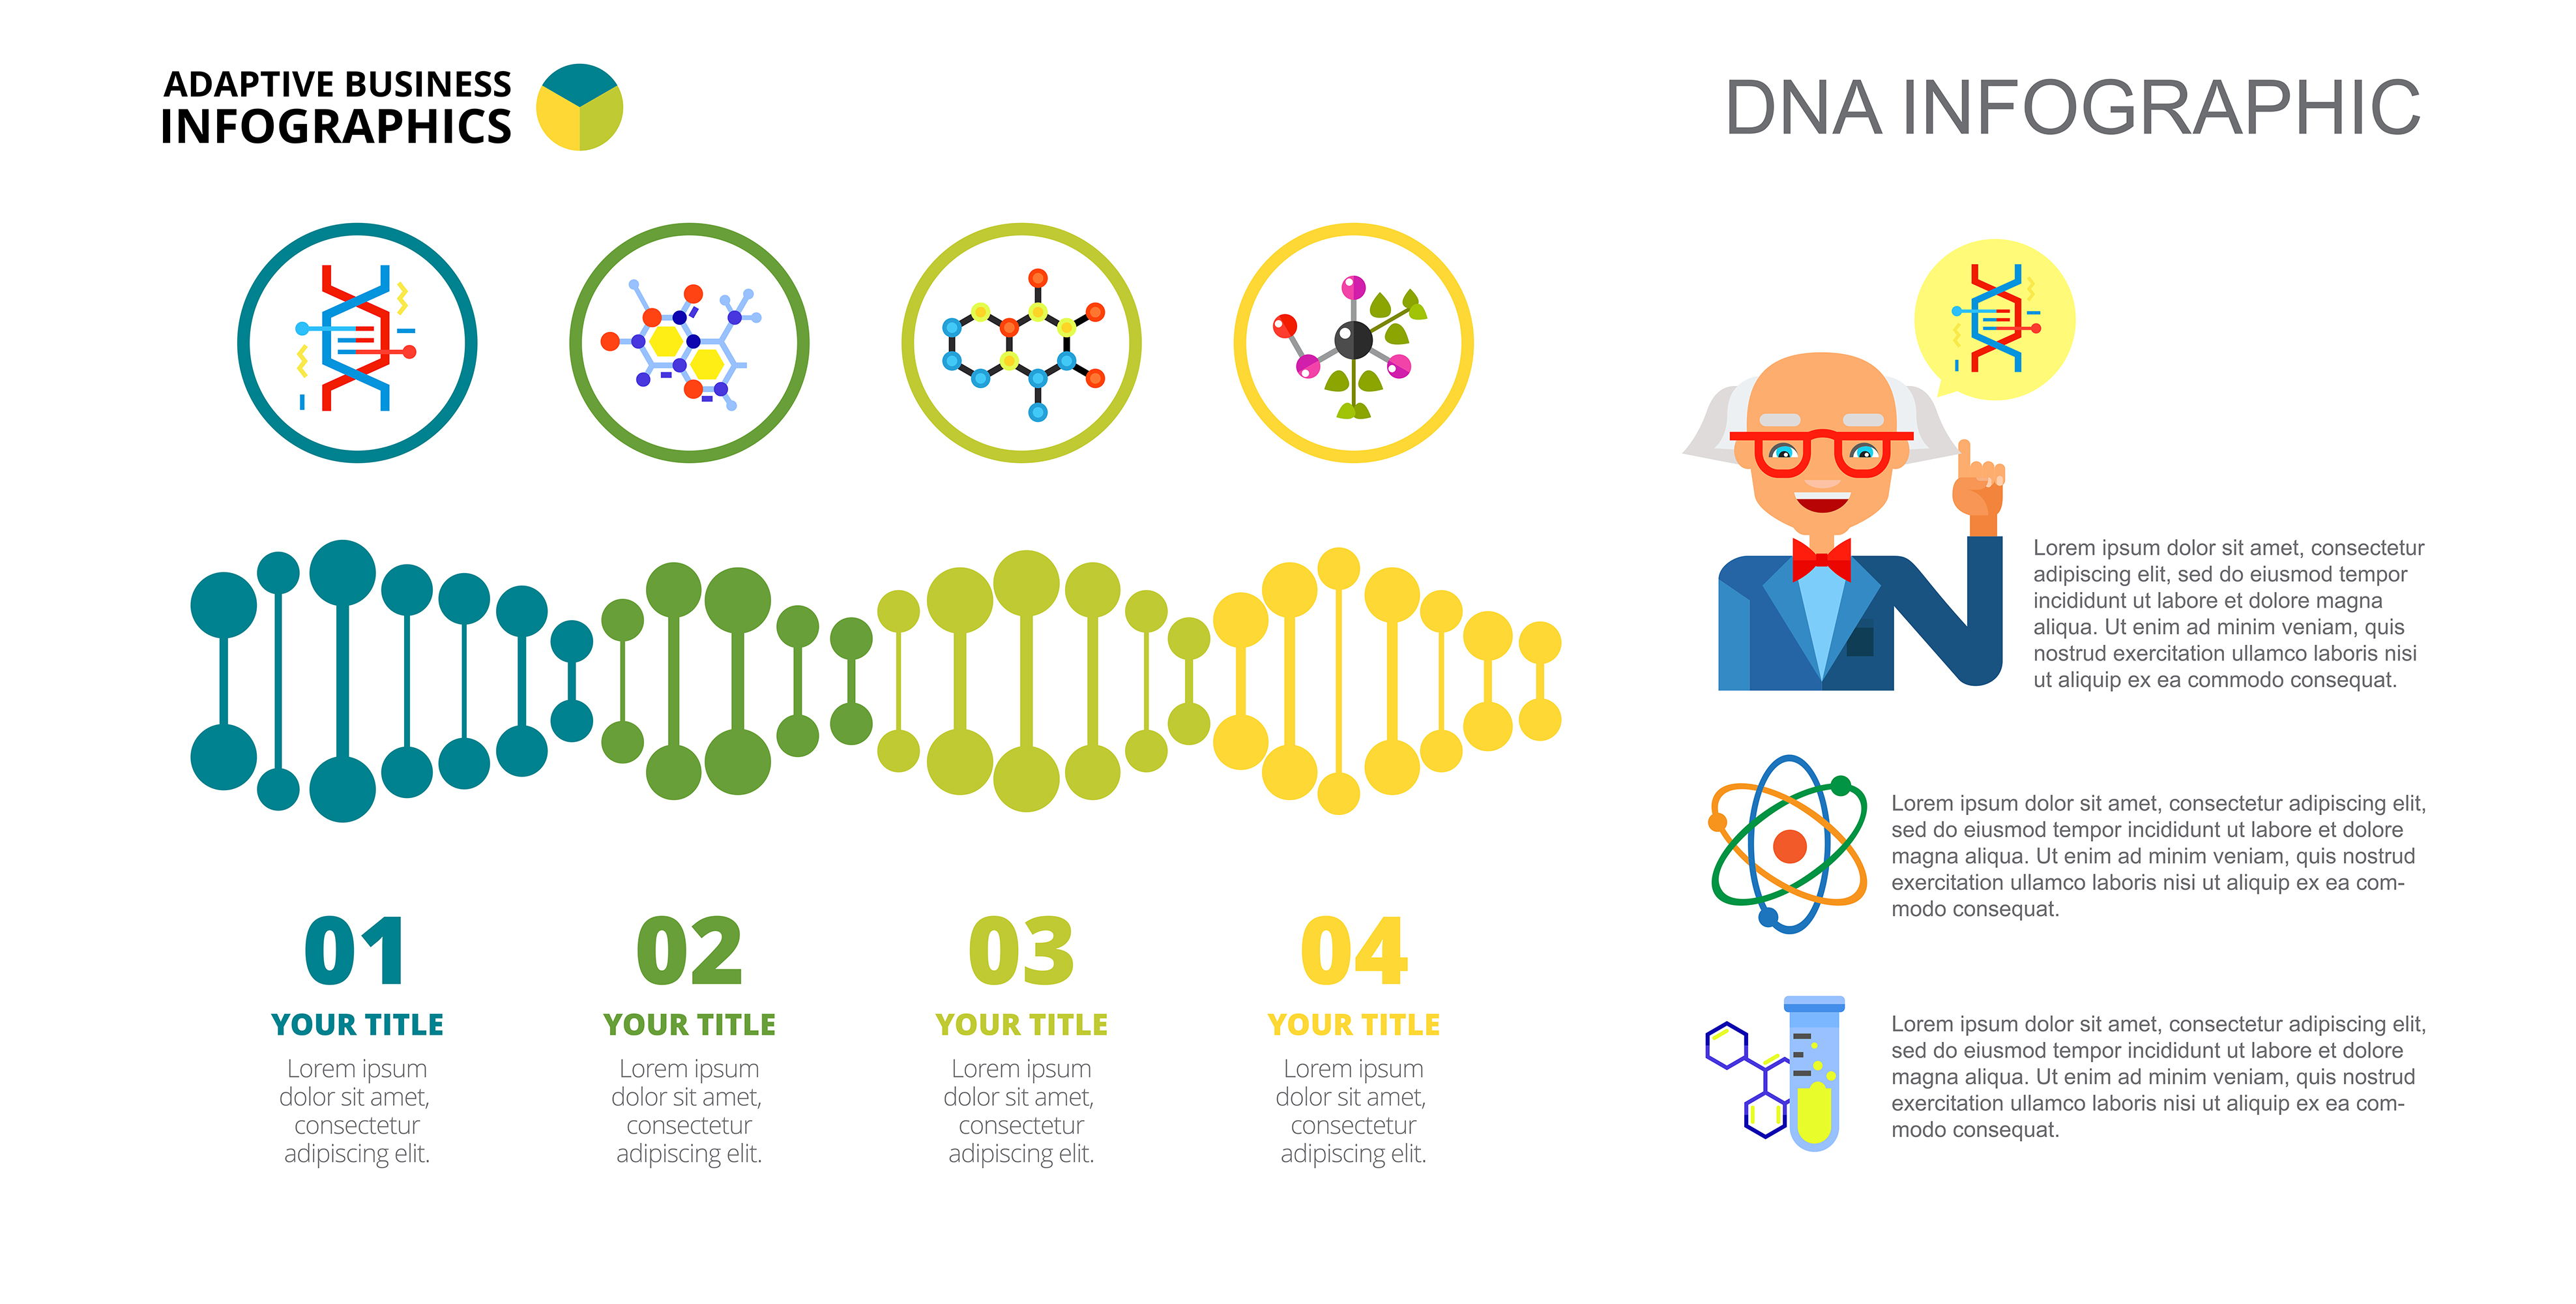 ADAPTIVE BUSINESS
INFOGRAPHICS
DNA INFOGRAPHIC
01
YOUR TITLE
Lorem ipsum
dolor sit amet,
consectetur
adipiscing elit.
02
YOUR TITLE
Lorem ipsum
dolor sit amet,
consectetur
adipiscing elit.
03
YOUR TITLE
Lorem ipsum
dolor sit amet,
consectetur
adipiscing elit.
04
YOUR TITLE
Lorem ipsum
dolor sit amet,
consectetur
adipiscing elit.
Lorem ipsum dolor sit amet, consectetur
adipiscing elit, sed do eiusmod tempor
incididunt ut labore et dolore magna
aliqua. Ut enim ad minim veniam, quis
nostrud exercitation ullamco laboris nisi
ut aliquip ex ea commodo consequat.
Lorem ipsum dolor sit amet, consectetur adipiscing elit,
sed do eiusmod tempor incididunt ut labore et dolore
magna aliqua. Ut enim ad minim veniam, quis nostrud
exercitation ullamco laboris nisi ut aliquip ex ea com-
modo consequat.
Lorem ipsum dolor sit amet, consectetur adipiscing elit,
sed do eiusmod tempor incididunt ut labore et dolore
magna aliqua. Ut enim ad minim veniam, quis nostrud
exercitation ullamco laboris nisi ut aliquip ex ea com-
modo consequat.